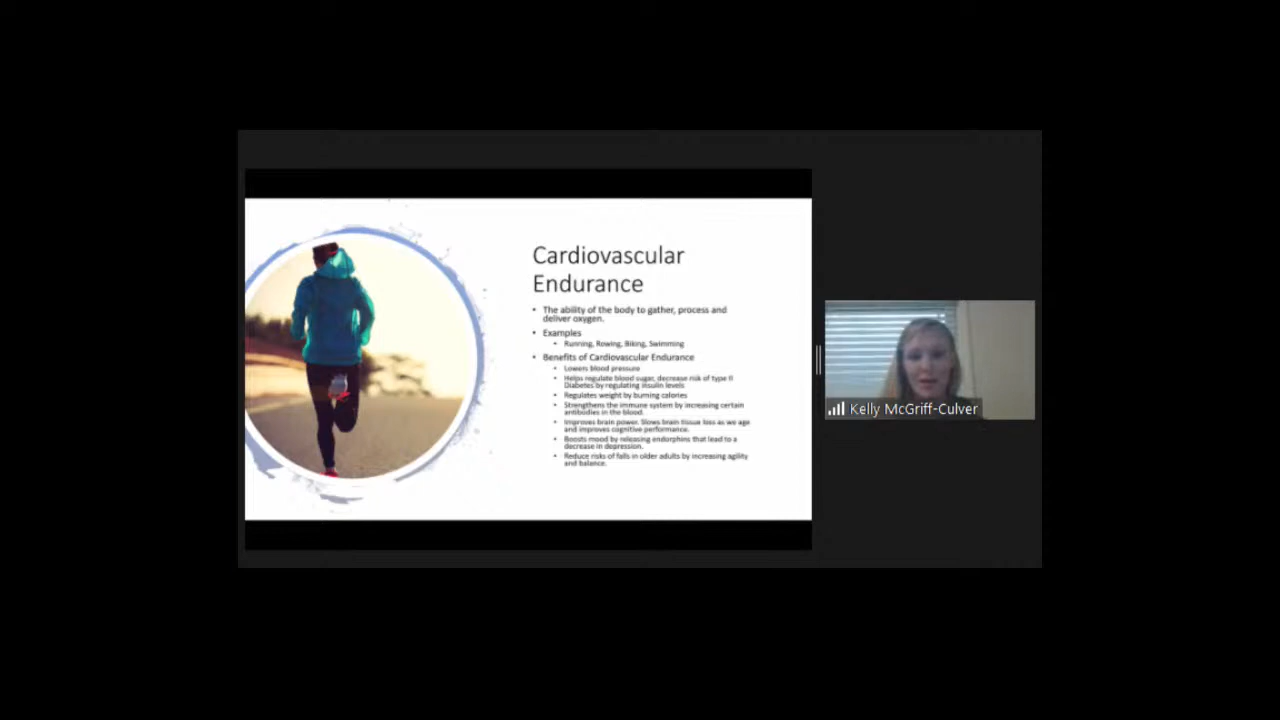 Cardiovascular
Endurance
• The ability of the body to gather, process and
deliver oxygen.
• Examples
• Running, Rowing, Biking, Swimming
• Benefits of Cardiovascular Endurance
• Lowers blood pressure
• Helps regulate blood sugar, decrease risk of type II
Diabetes by regulating insulin levels
• Regulates weight by burning calories
• Strengthens the immune system by increasing certain
antibodies in the blood.
• Improves brain power. Slows brain tissue loss as we age
and improves cognitive performance.
• Boosts mood by releasing endorphins that lead to a
decrease in depression.
• Reduce risks of falls in older adults by increasing agility
and balance.
Kelly McGriff-Culver